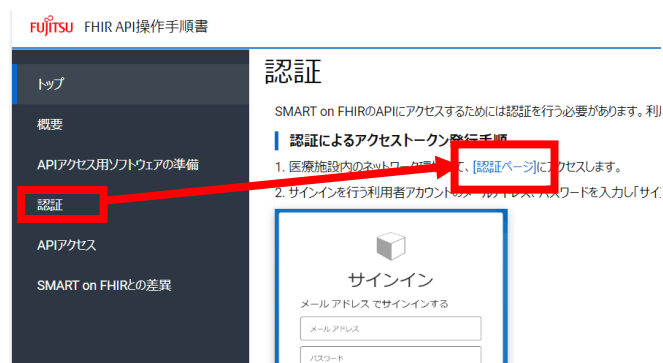 FUJITSU FHIR API操作手順書
トップ
概要
APIアクセス用ソフトウェアの準備
認証
APIアクセス
SMART on FHIRとの差異
認証
SMART on FHIRのAPIにアクセスするためには認証を行う必要があります。利
認証によるアクセストークン発行手順
1. 医療施設内のネットワーク環 て、[認証ページ]にアクセスします。
2. サインインを行う利用者アカウントのメールアドレス、パスワードを入力し「サイ
サインイン
メール アドレス でサインインする
メール アドレス
パスワード